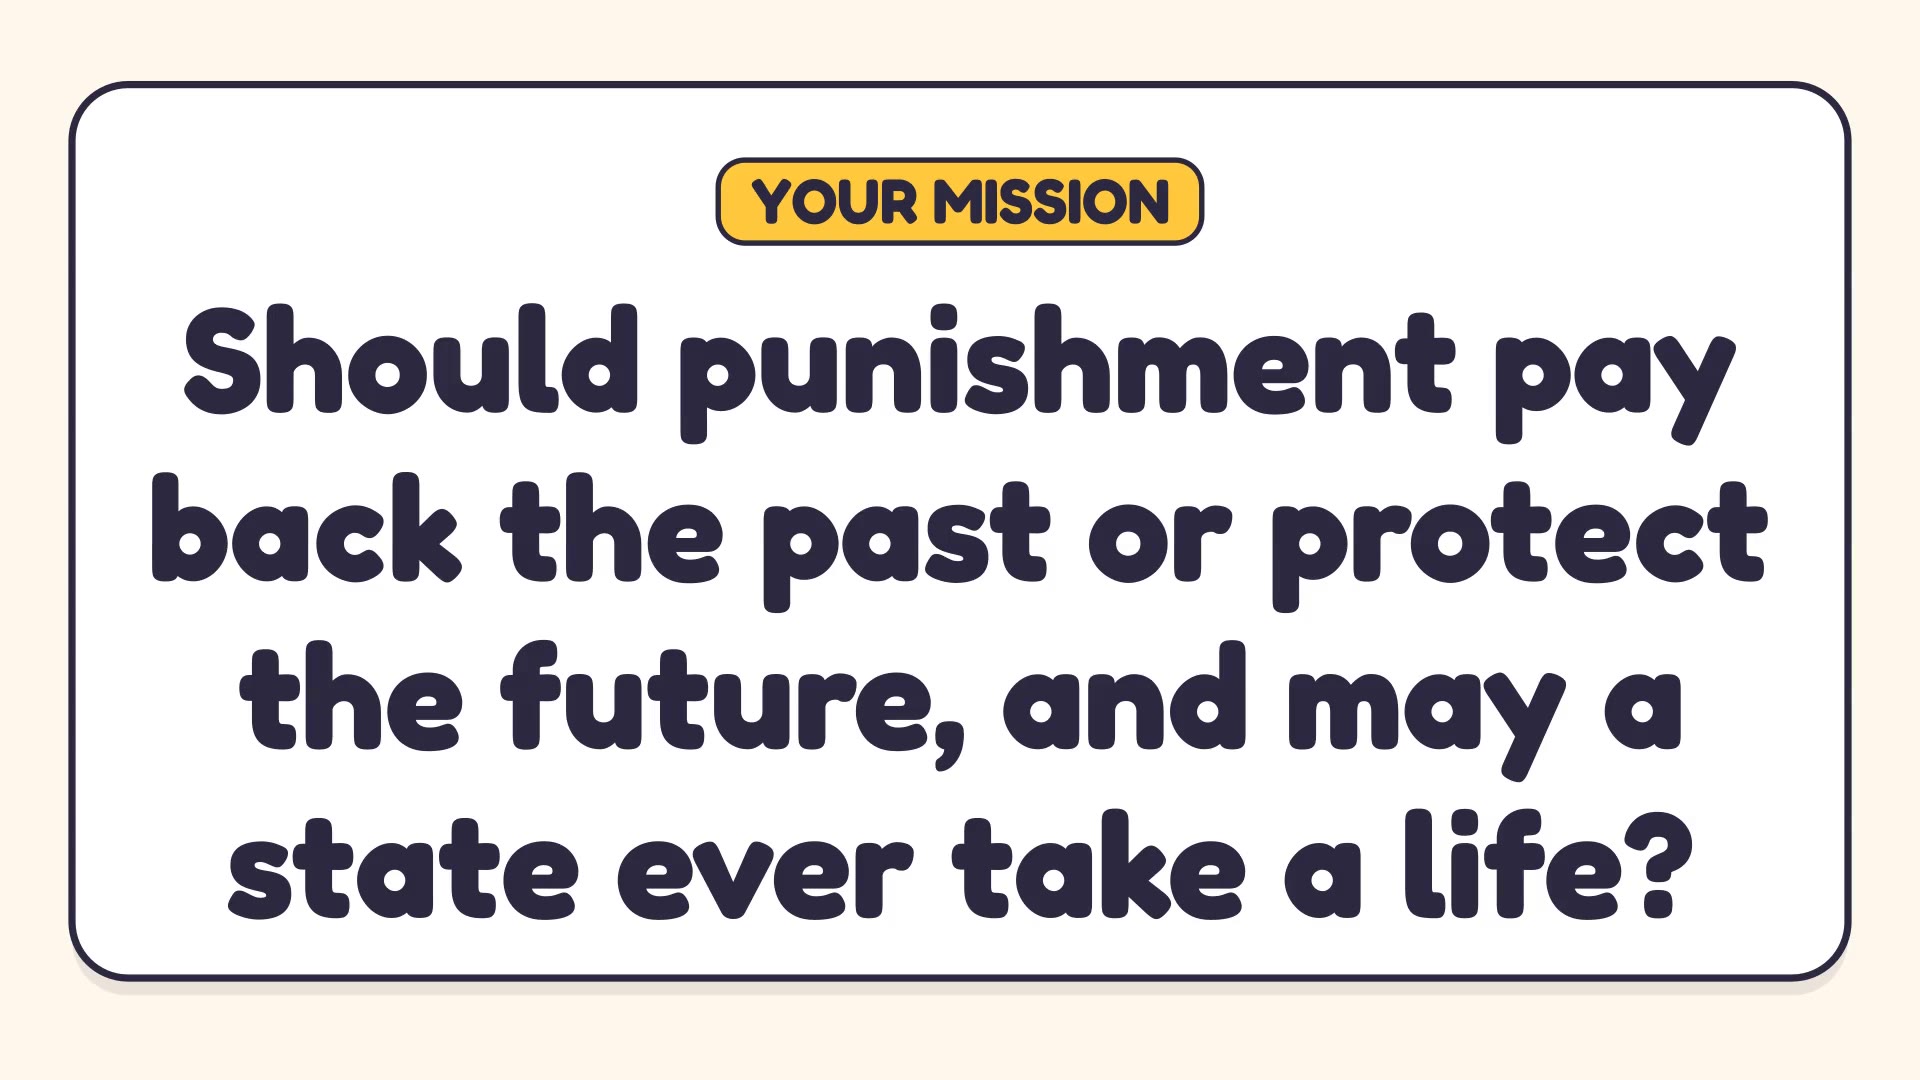 YOUR MISSION
Should punishment pay
back the past or protect
the future, and may a
state ever take a life?